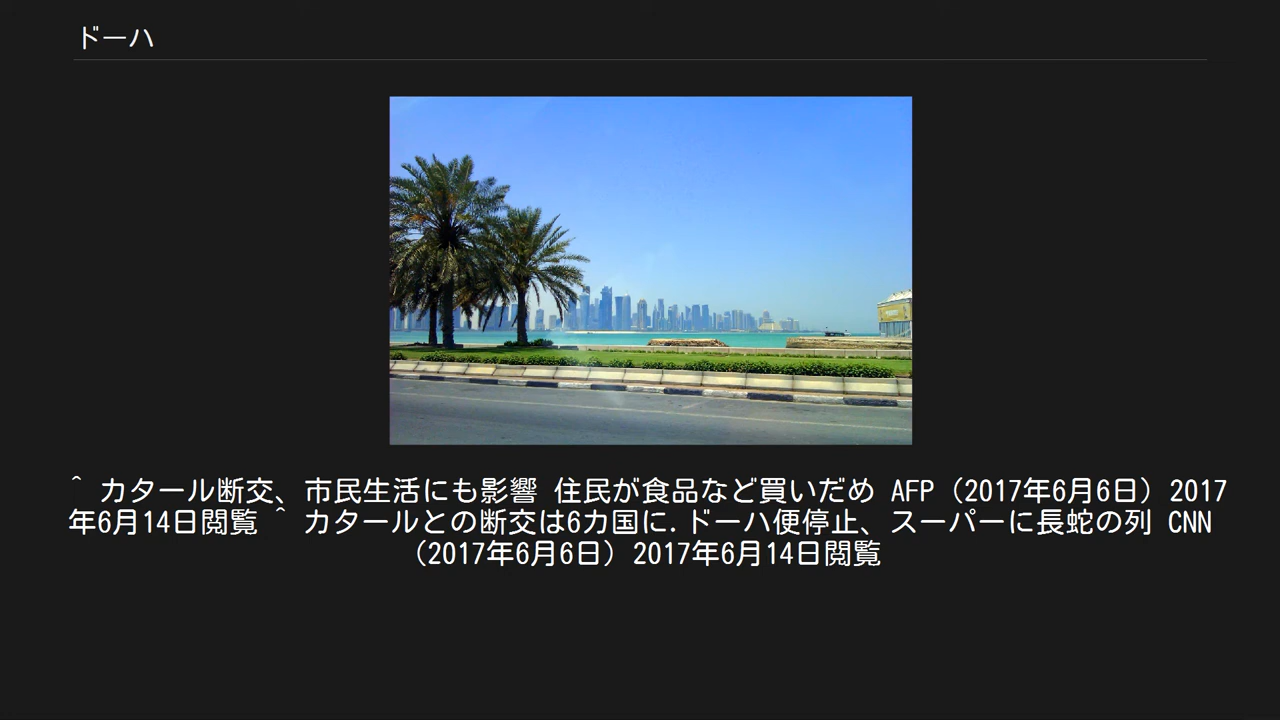 ドーハ
^ カタール断交、市民生活にも影響 住民が食品など買いだめ AFP（2017年6月6日）2017
年6月14日閲覧 ^ カタールとの断交は6カ国に.ドーハ便停止、スーパーに長蛇の列 CNN
（2017年6月6日）2017年6月14日閲覧